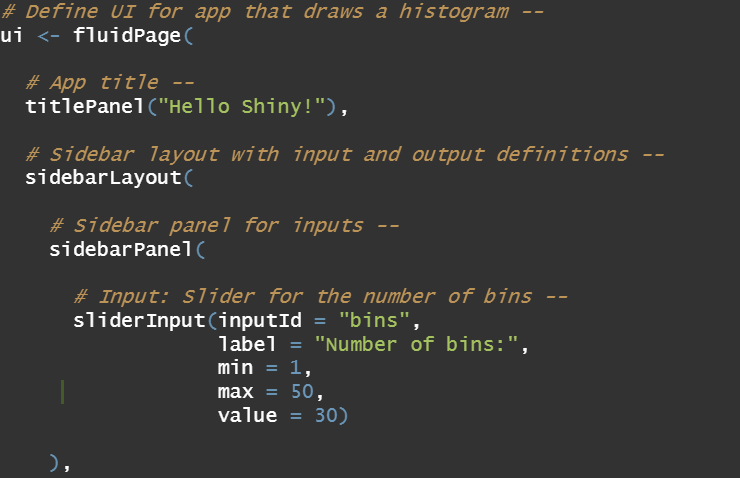 # Define UI for app that draws a histogram --
ui <- fluidPage(
# App title --
titlePanel("Hello Shiny!"),
# Sidebar layout with input and output definitions --
sidebarLayout(
# Sidebar panel for inputs --
sidebarPanel(
# Input: Slider for the number of bins --
sliderInput(inputId = "bins",
label = "Number of bins:",
min = 1,
max = 50,
value = 30)
),